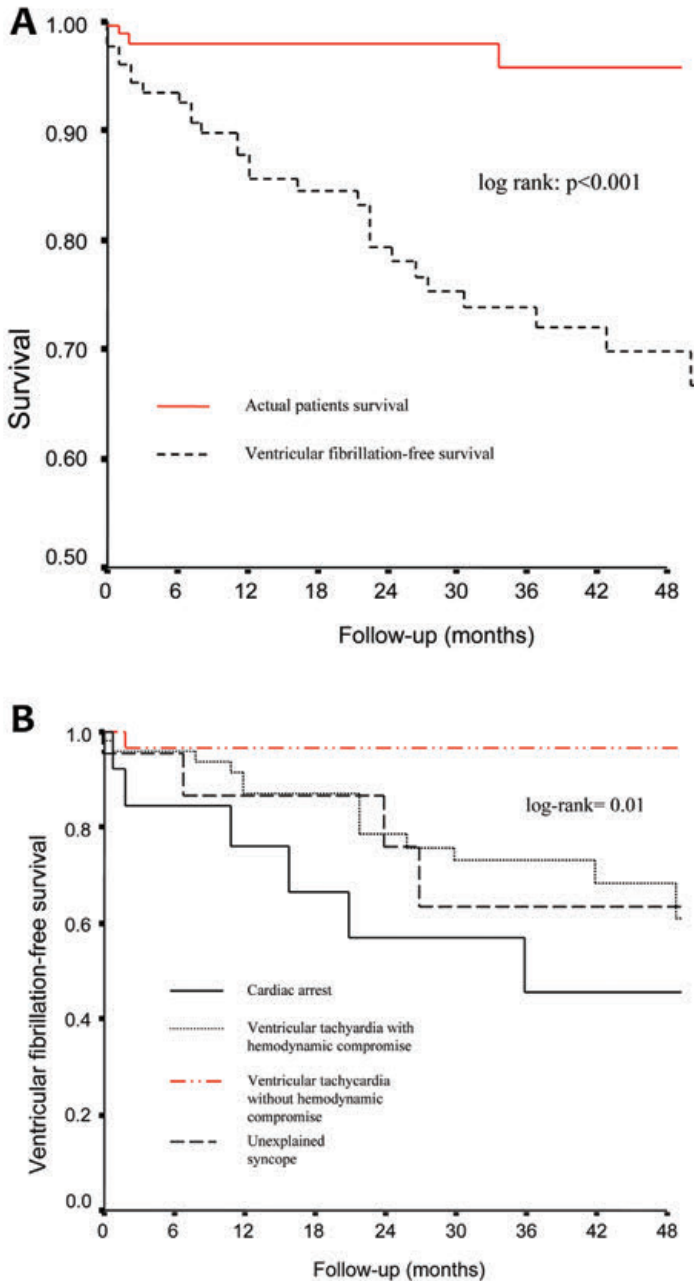 A
1.00
0.90
0.80
0.70
0.60
0.50
Survival
log rank: p<0.001
Actual patients survival
Ventricular fibrillation-free survival
0 6 12 18 24 30 36 42 48
Follow-up (months)
B
1.0
0.8
0.6
0.4
0.2
0.0
Ventricular fibrillation-free survival
log-rank= 0.01
Cardiac arrest
Ventricular tachyardia with
hemodynamic compromise
Ventricular tachycardia
without hemodynamic
compromise
Unexplained
syncope
0 6 12 18 24 30 36 42 48
Follow-up (months)